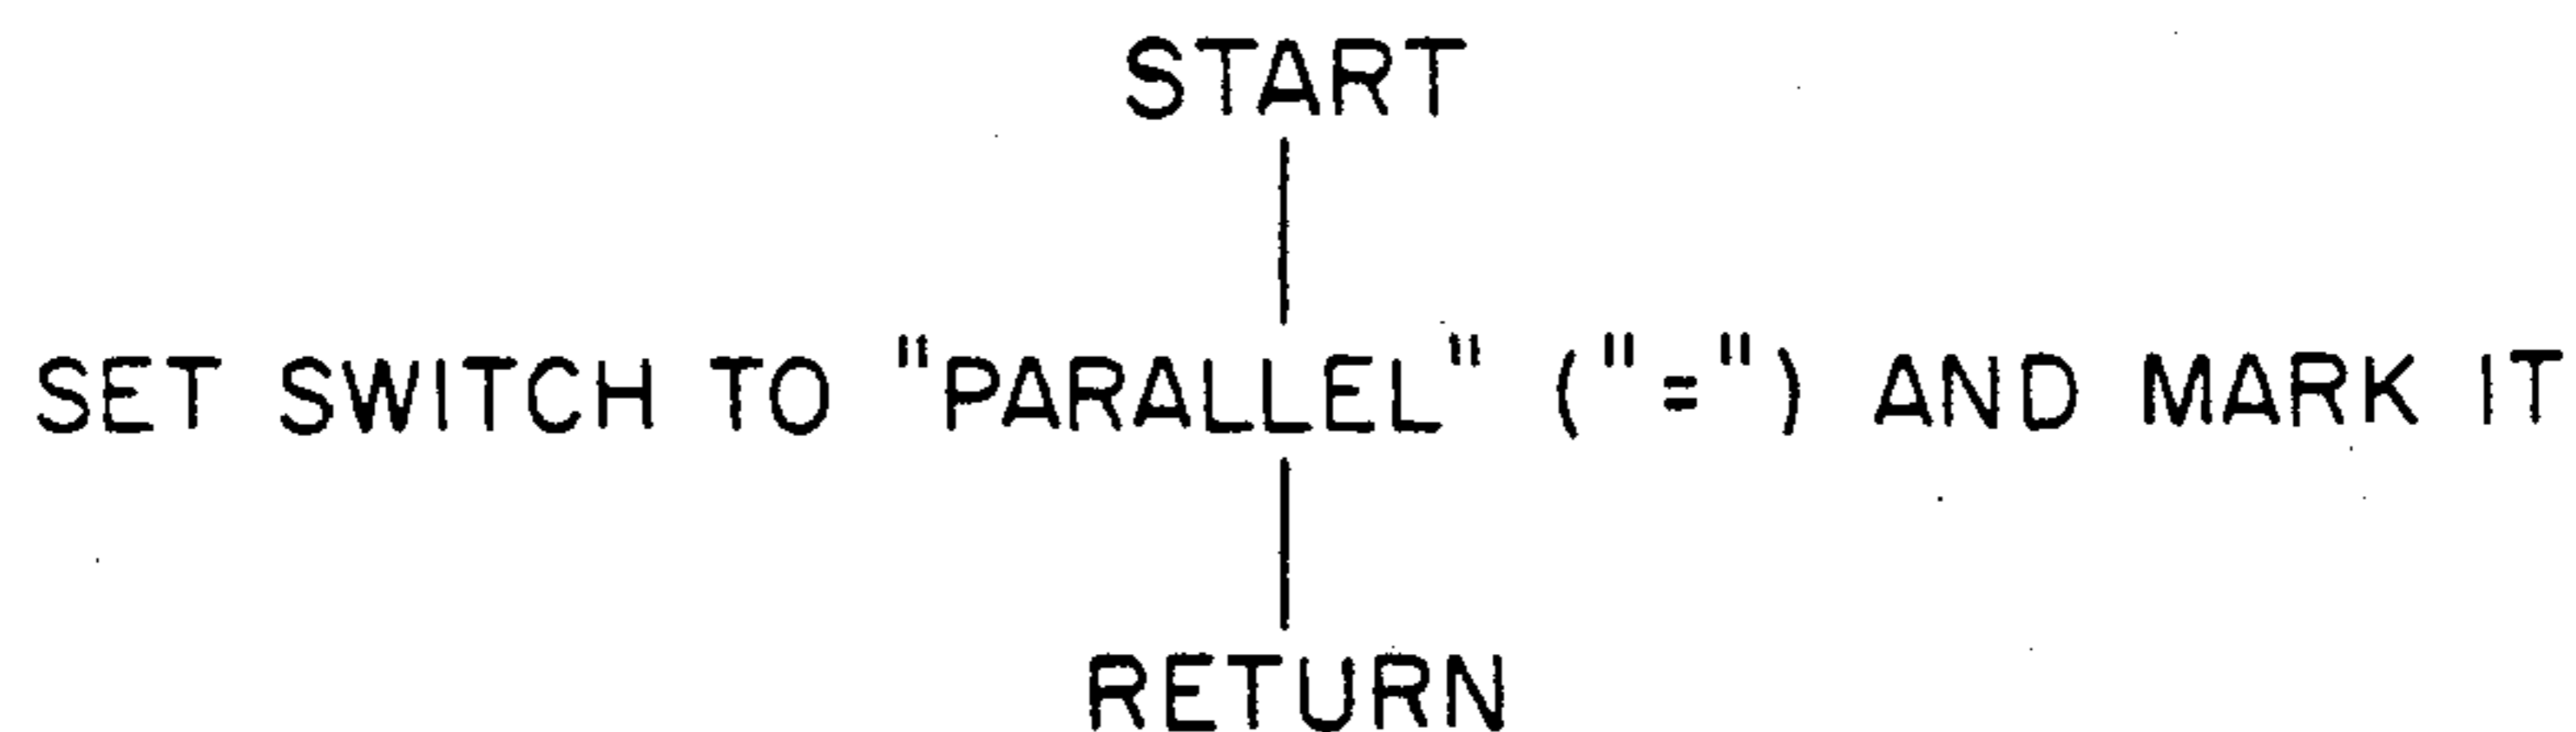 START
SET SWITCH TO "PARALLEL" ("=") AND MARK IT
RETURN